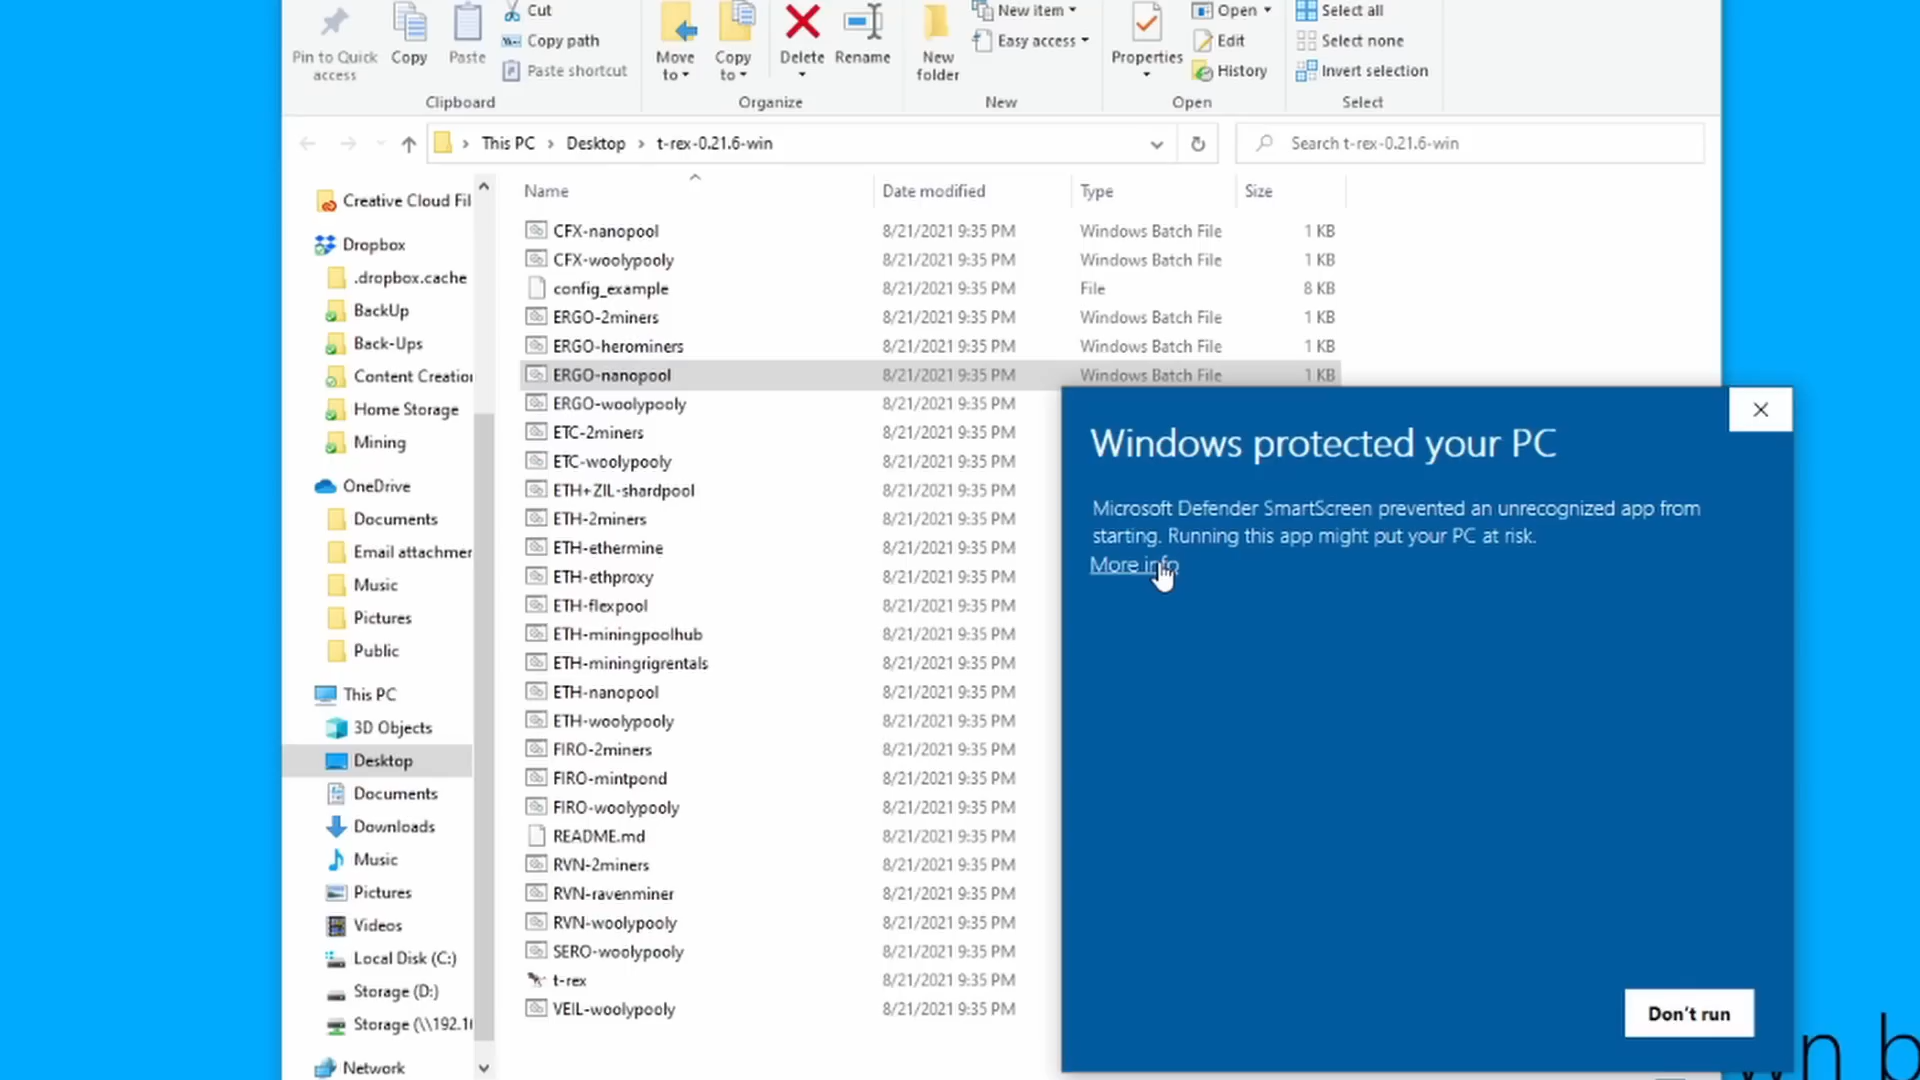 Pin to Quick access
Copy
Paste
Cut
Copy path
Paste shortcut
Clipboard
Move to
Copy to
Delete
Rename
Organize
New folder
New item
Easy access
New
Properties
Open
Edit
History
Open
Select all
Select none
Invert selection
Select
This PC > Desktop > t-rex-0.21.6-win
Search t-rex-0.21.6-win
Creative Cloud Fil
Dropbox
.dropbox.cache
BackUp
Back-Ups
Content Creation
Home Storage
Mining
OneDrive
Documents
Email attachmen
Music
Pictures
Public
This PC
3D Objects
Desktop
Documents
Downloads
Music
Pictures
Videos
Local Disk (C:)
Storage (D:)
Storage (\\192.16
Network
Name Date modified Type Size
CFX-nanopool 8/21/2021 9:35 PM Windows Batch File 1 KB
CFX-woolypooly 8/21/2021 9:35 PM Windows Batch File 1 KB
config_example 8/21/2021 9:35 PM File 8 KB
ERGO-2miners 8/21/2021 9:35 PM Windows Batch File 1 KB
ERGO-herominers 8/21/2021 9:35 PM Windows Batch File 1 KB
ERGO-nanopool 8/21/2021 9:35 PM Windows Batch File 1 KB
ERGO-woolypooly 8/21/2021 9:35 PM
ETC-2miners 8/21/2021 9:35 PM
ETC-woolypooly 8/21/2021 9:35 PM
ETH+ZIL-shardpool 8/21/2021 9:35 PM
ETH-2miners 8/21/2021 9:35 PM
ETH-ethermine 8/21/2021 9:35 PM
ETH-ethproxy 8/21/2021 9:35 PM
ETH-flexpool 8/21/2021 9:35 PM
ETH-miningpoolhub 8/21/2021 9:35 PM
ETH-miningrigrentals 8/21/2021 9:35 PM
ETH-nanopool 8/21/2021 9:35 PM
ETH-woolypooly 8/21/2021 9:35 PM
FIRO-2miners 8/21/2021 9:35 PM
FIRO-mintpond 8/21/2021 9:35 PM
FIRO-woolypooly 8/21/2021 9:35 PM
README.md 8/21/2021 9:35 PM
RVN-2miners 8/21/2021 9:35 PM
RVN-ravenminer 8/21/2021 9:35 PM
RVN-woolypooly 8/21/2021 9:35 PM
SERO-woolypooly 8/21/2021 9:35 PM
t-rex 8/21/2021 9:35 PM
VEIL-woolypooly 8/21/2021 9:35 PM
Windows protected your PC
Microsoft Defender SmartScreen prevented an unrecognized app from
starting. Running this app might put your PC at risk.
More info
Don't run